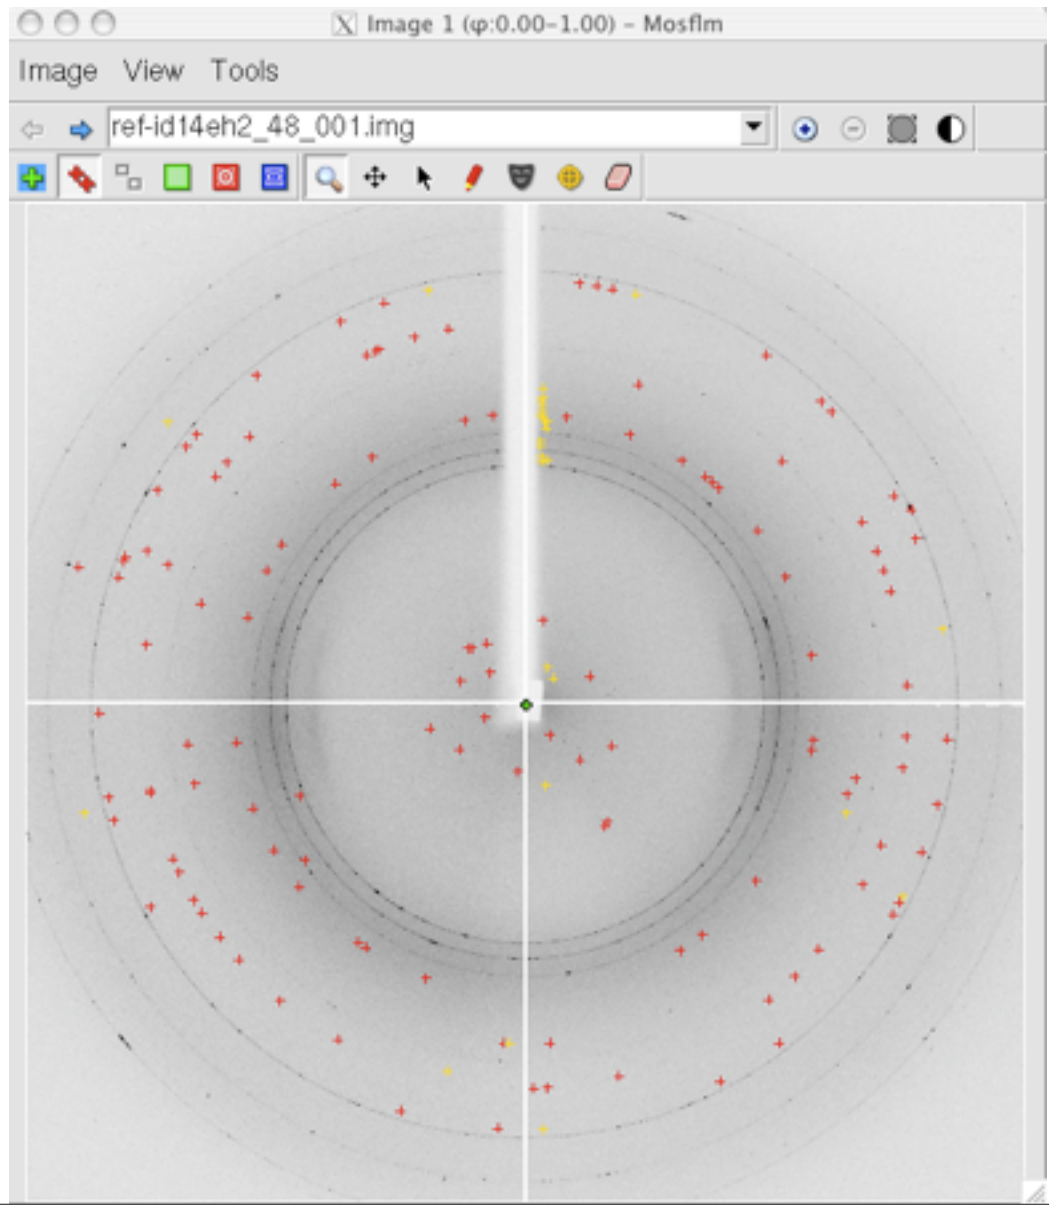 Image 1 (φ:0.00-1.00) - Mosflm
Image View Tools
ref-id14eh2_48_001.img